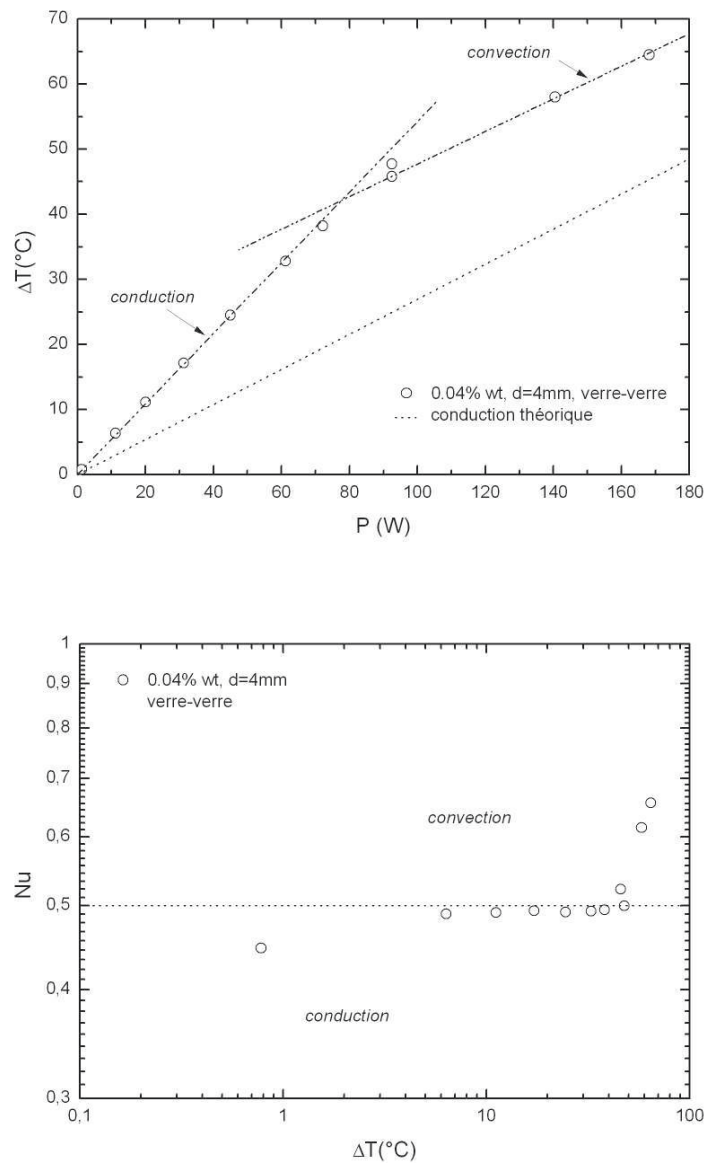 70
60
50
40
30
20
10
0
ΔT(°C)
convection
conduction
0.04% wt, d=4mm, verre-verre
conduction théorique
0 20 40 60 80 100 120 140 160 180
P (W)
1
0,9
0,8
0,7
0,6
0,5
0,4
0,3
Nu
0.04% wt, d=4mm
verre-verre
convection
conduction
0,1 1 10 100
ΔT(°C)